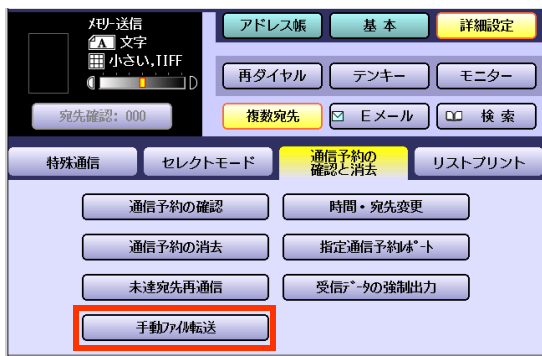 ﾒﾓﾘｰ送信
A 文字
小さい,TIFF
D
宛先確認: 000
アドレス帳
基 本
詳細設定
再ダイヤル
テンキー
モニター
複数宛先
Eメール
検 索
特殊通信
セレクトモード
通信予約の
確認と消去
リストプリント
通信予約の確認
時間・宛先変更
通信予約の消去
指定通信予約ﾚﾎﾟｰﾄ
未達宛先再通信
受信ﾃﾞｰﾀの強制出力
手動ﾌｧｲﾙ転送